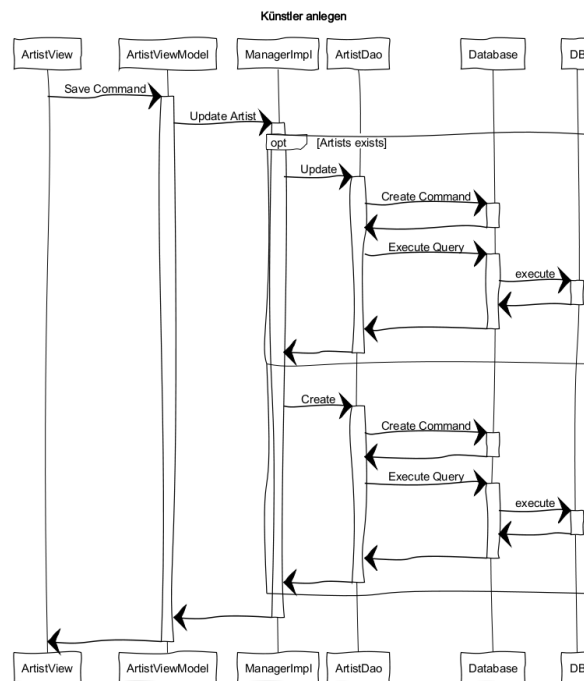 Künstler anlegen
ArtistView ArtistViewModel ManagerImpl ArtistDao Database DB
Save Command
Update Artist
opt [Artists exists]
Update
Create Command
Execute Query
execute
Create
Create Command
Execute Query
execute
ArtistView ArtistViewModel ManagerImpl ArtistDao Database DB